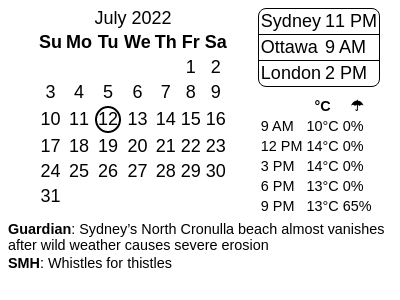 July 2022
Su Mo Tu We Th Fr Sa
1 2
3 4 5 6 7 8 9
10 11 12 13 14 15 16
17 18 19 20 21 22 23
24 25 26 27 28 29 30
31
Sydney 11 PM
Ottawa 9 AM
London 2 PM
°C ☂
9 AM 10°C 0%
12 PM 14°C 0%
3 PM 14°C 0%
6 PM 13°C 0%
9 PM 13°C 65%
Guardian: Sydney’s North Cronulla beach almost vanishes
after wild weather causes severe erosion
SMH: Whistles for thistles